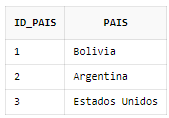 ID_PAIS PAIS
1 Bolivia
2 Argentina
3 Estados Unidos